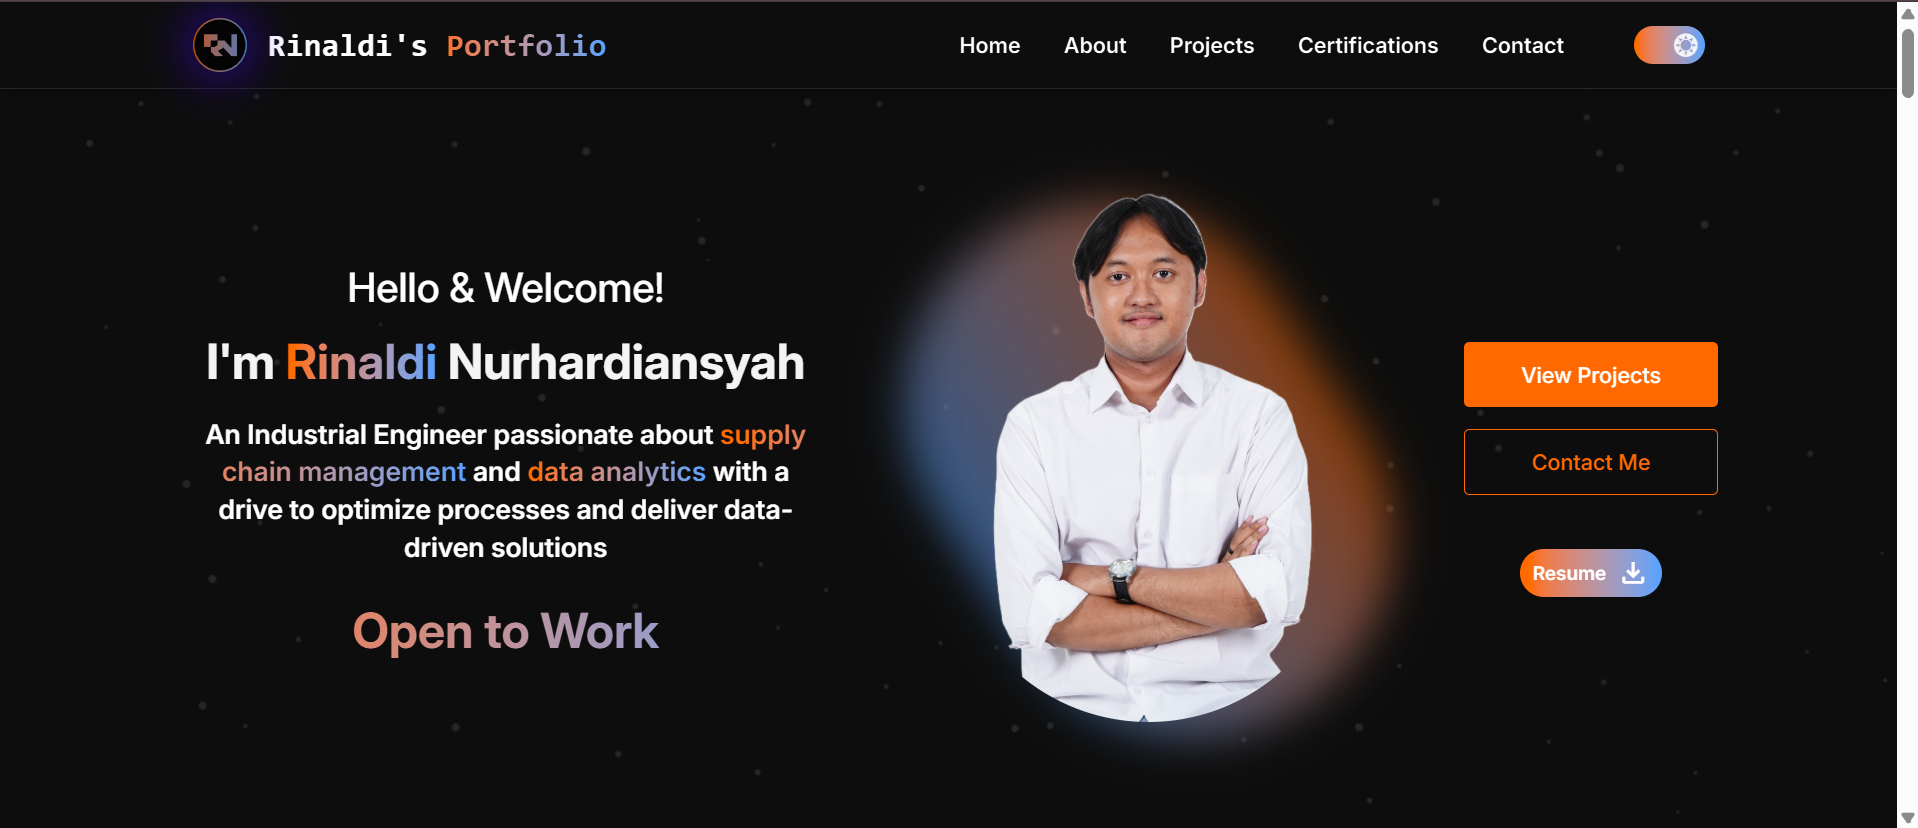 Rinaldi's Portfolio
Home About Projects Certifications Contact
Hello & Welcome!
I'm Rinaldi Nurhardiansyah
An Industrial Engineer passionate about supply
chain management and data analytics with a
drive to optimize processes and deliver data-
driven solutions
Open to Work
View Projects
Contact Me
Resume